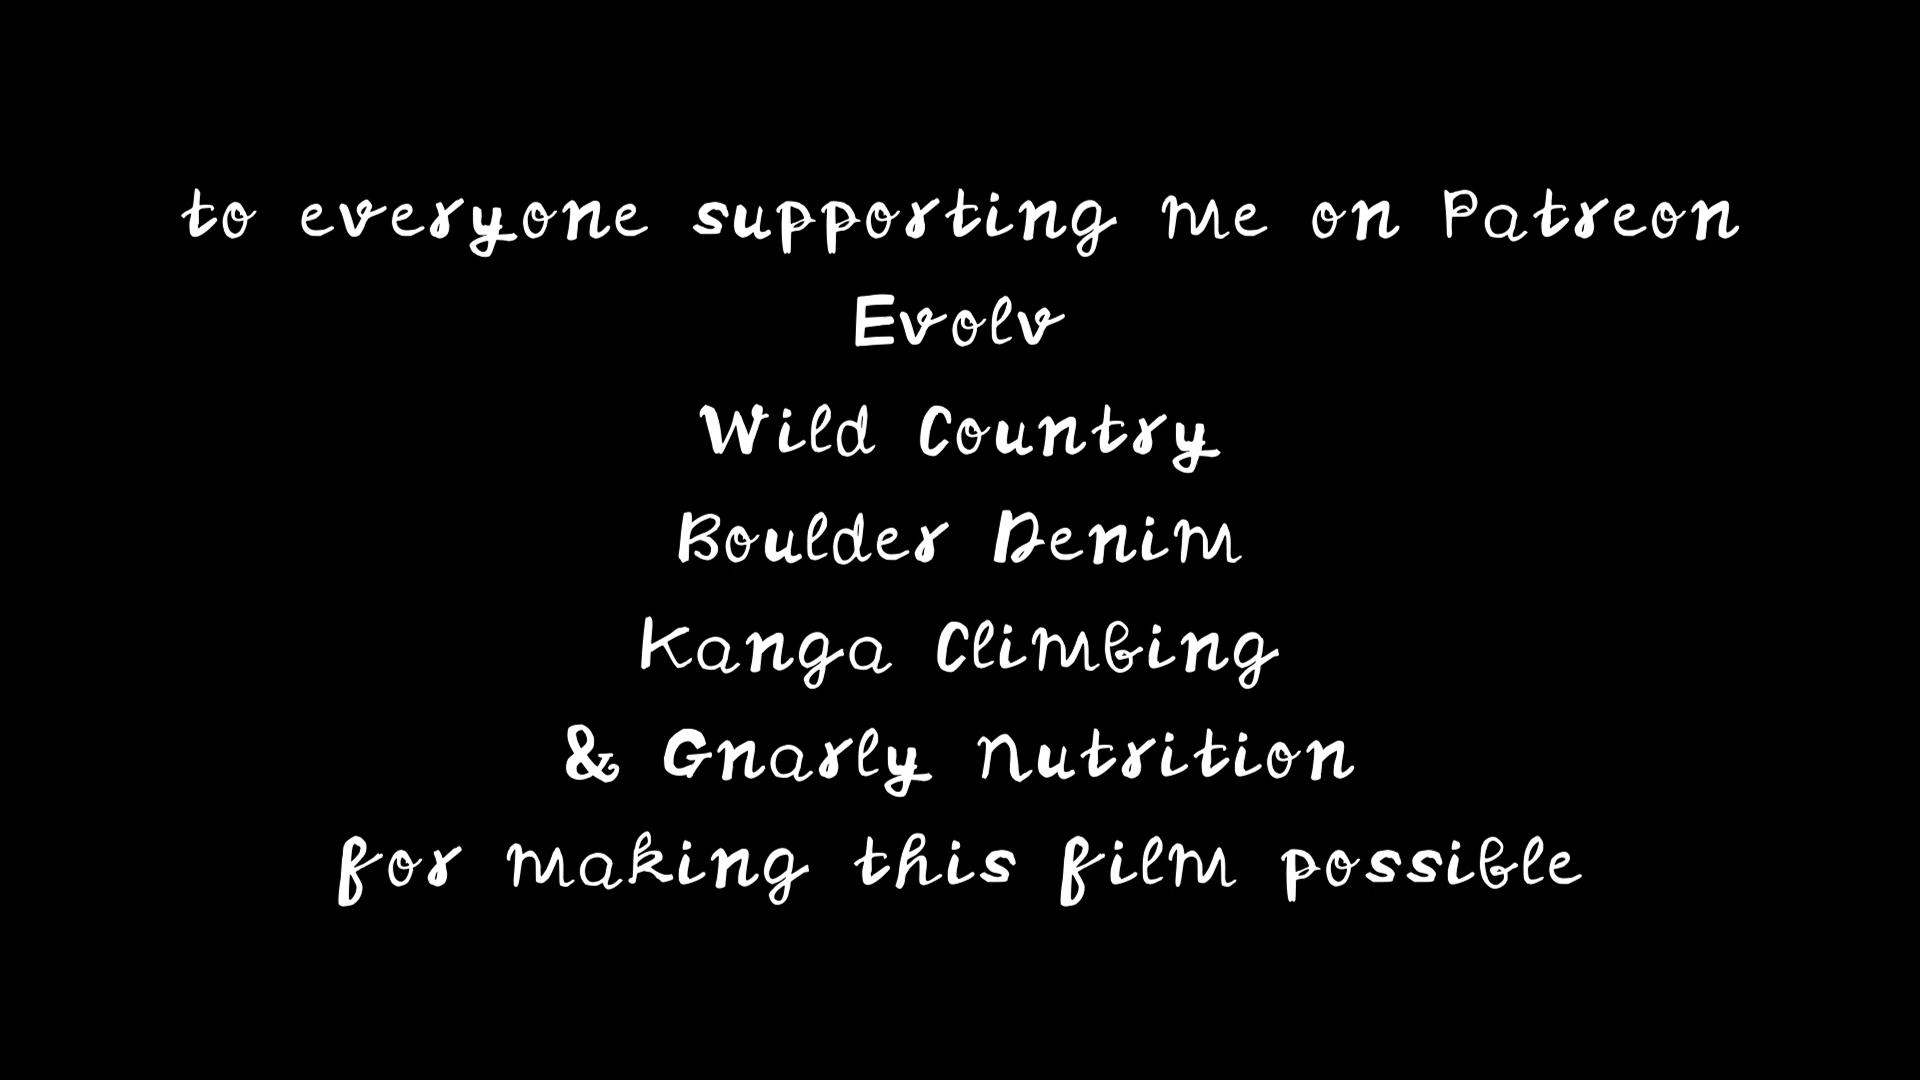 to everyone supporting me on Patreon
Evolv
Wild Country
Boulder Denim
Kanga Climbing
& Gnarly Nutrition
for making this film possible